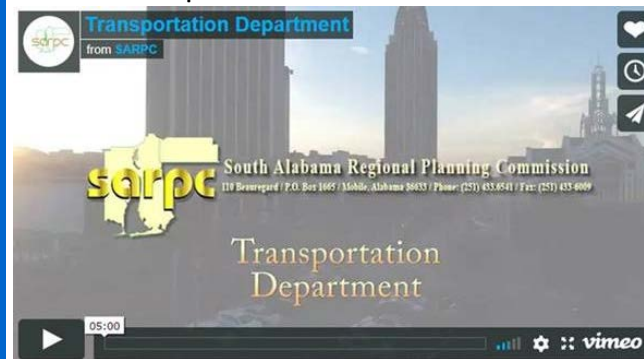 Transportation Department
from SARPC
sarpc
sarpc
South Alabama Regional Planning Commission
110 Beauregard / P.O. Box 1665 / Mobile, Alabama 36633 / Phone: (251) 433.6541 / Fax: (251) 433-6009
Transportation
Department
05:00
vimeo